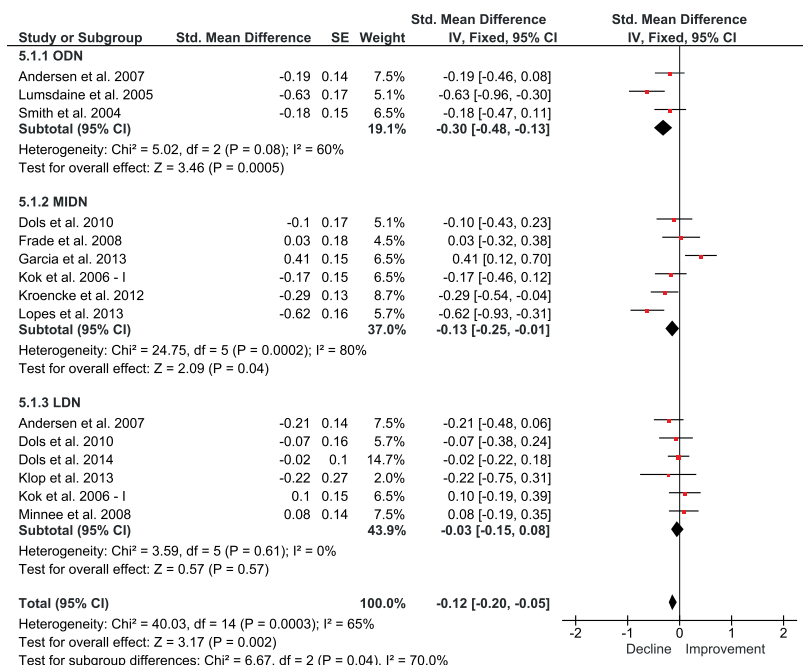 Std. Mean Difference Std. Mean Difference
Study or Subgroup Std. Mean Difference SE Weight IV, Fixed, 95% CI IV, Fixed, 95% CI
5.1.1 ODN
Andersen et al. 2007 -0.19 0.14 7.5% -0.19 [-0.46, 0.08]
Lumsdaine et al. 2005 -0.63 0.17 5.1% -0.63 [-0.96, -0.30]
Smith et al. 2004 -0.18 0.15 6.5% -0.18 [-0.47, 0.11]
Subtotal (95% CI) 19.1% -0.30 [-0.48, -0.13]
Heterogeneity: Chi² = 5.02, df = 2 (P = 0.08); I² = 60%
Test for overall effect: Z = 3.46 (P = 0.0005)
5.1.2 MIDN
Dols et al. 2010 -0.1 0.17 5.1% -0.10 [-0.43, 0.23]
Frade et al. 2008 0.03 0.18 4.5% 0.03 [-0.32, 0.38]
Garcia et al. 2013 0.41 0.15 6.5% 0.41 [0.12, 0.70]
Kok et al. 2006 - I -0.17 0.15 6.5% -0.17 [-0.46, 0.12]
Kroencke et al. 2012 -0.29 0.13 8.7% -0.29 [-0.54, -0.04]
Lopes et al. 2013 -0.62 0.16 5.7% -0.62 [-0.93, -0.31]
Subtotal (95% CI) 37.0% -0.13 [-0.25, -0.01]
Heterogeneity: Chi² = 24.75, df = 5 (P = 0.0002); I² = 80%
Test for overall effect: Z = 2.09 (P = 0.04)
5.1.3 LDN
Andersen et al. 2007 -0.21 0.14 7.5% -0.21 [-0.48, 0.06]
Dols et al. 2010 -0.07 0.16 5.7% -0.07 [-0.38, 0.24]
Dols et al. 2014 -0.02 0.1 14.7% -0.02 [-0.22, 0.18]
Klop et al. 2013 -0.22 0.27 2.0% -0.22 [-0.75, 0.31]
Kok et al. 2006 - I 0.1 0.15 6.5% 0.10 [-0.19, 0.39]
Minnee et al. 2008 0.08 0.14 7.5% 0.08 [-0.19, 0.35]
Subtotal (95% CI) 43.9% -0.03 [-0.15, 0.08]
Heterogeneity: Chi² = 3.59, df = 5 (P = 0.61); I² = 0%
Test for overall effect: Z = 0.57 (P = 0.57)
Total (95% CI) 100.0% -0.12 [-0.20, -0.05]
Heterogeneity: Chi² = 40.03, df = 14 (P = 0.0003); I² = 65%
Test for overall effect: Z = 3.17 (P = 0.002)
Test for subgroup differences: Chi² = 6.67, df = 2 (P = 0.04), I² = 70.0%
-2 -1 0 1 2
Decline Improvement